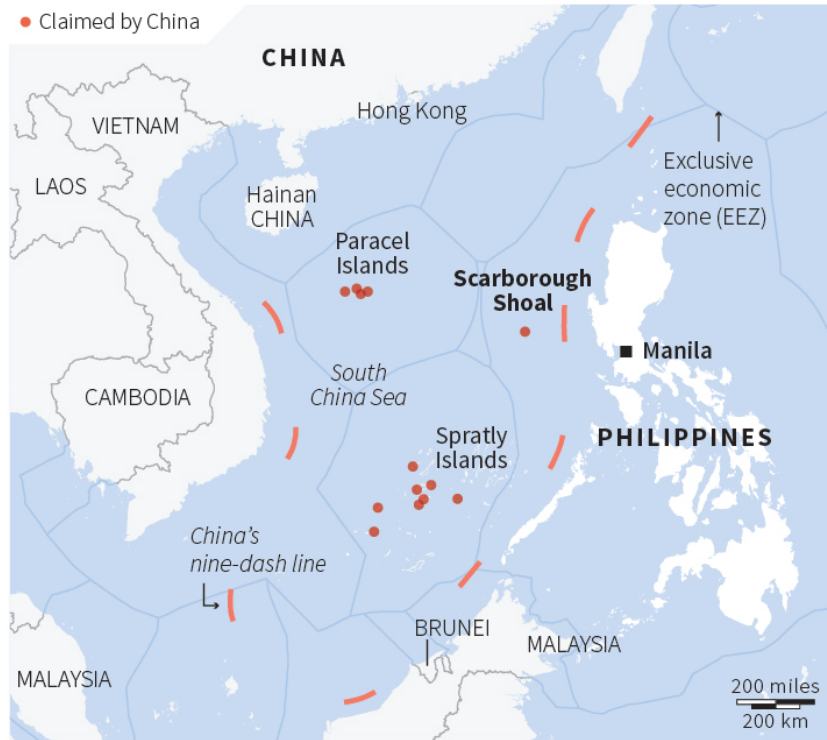 Claimed by China
CHINA
Hong Kong
VIETNAM
LAOS
Hainan
CHINA
Exclusive
economic
zone (EEZ)
Paracel
Islands
Scarborough
Shoal
Manila
South
China Sea
CAMBODIA
PHILIPPINES
Spratly
Islands
China's
nine-dash line
BRUNEI
MALAYSIA
MALAYSIA
200 miles
200 km